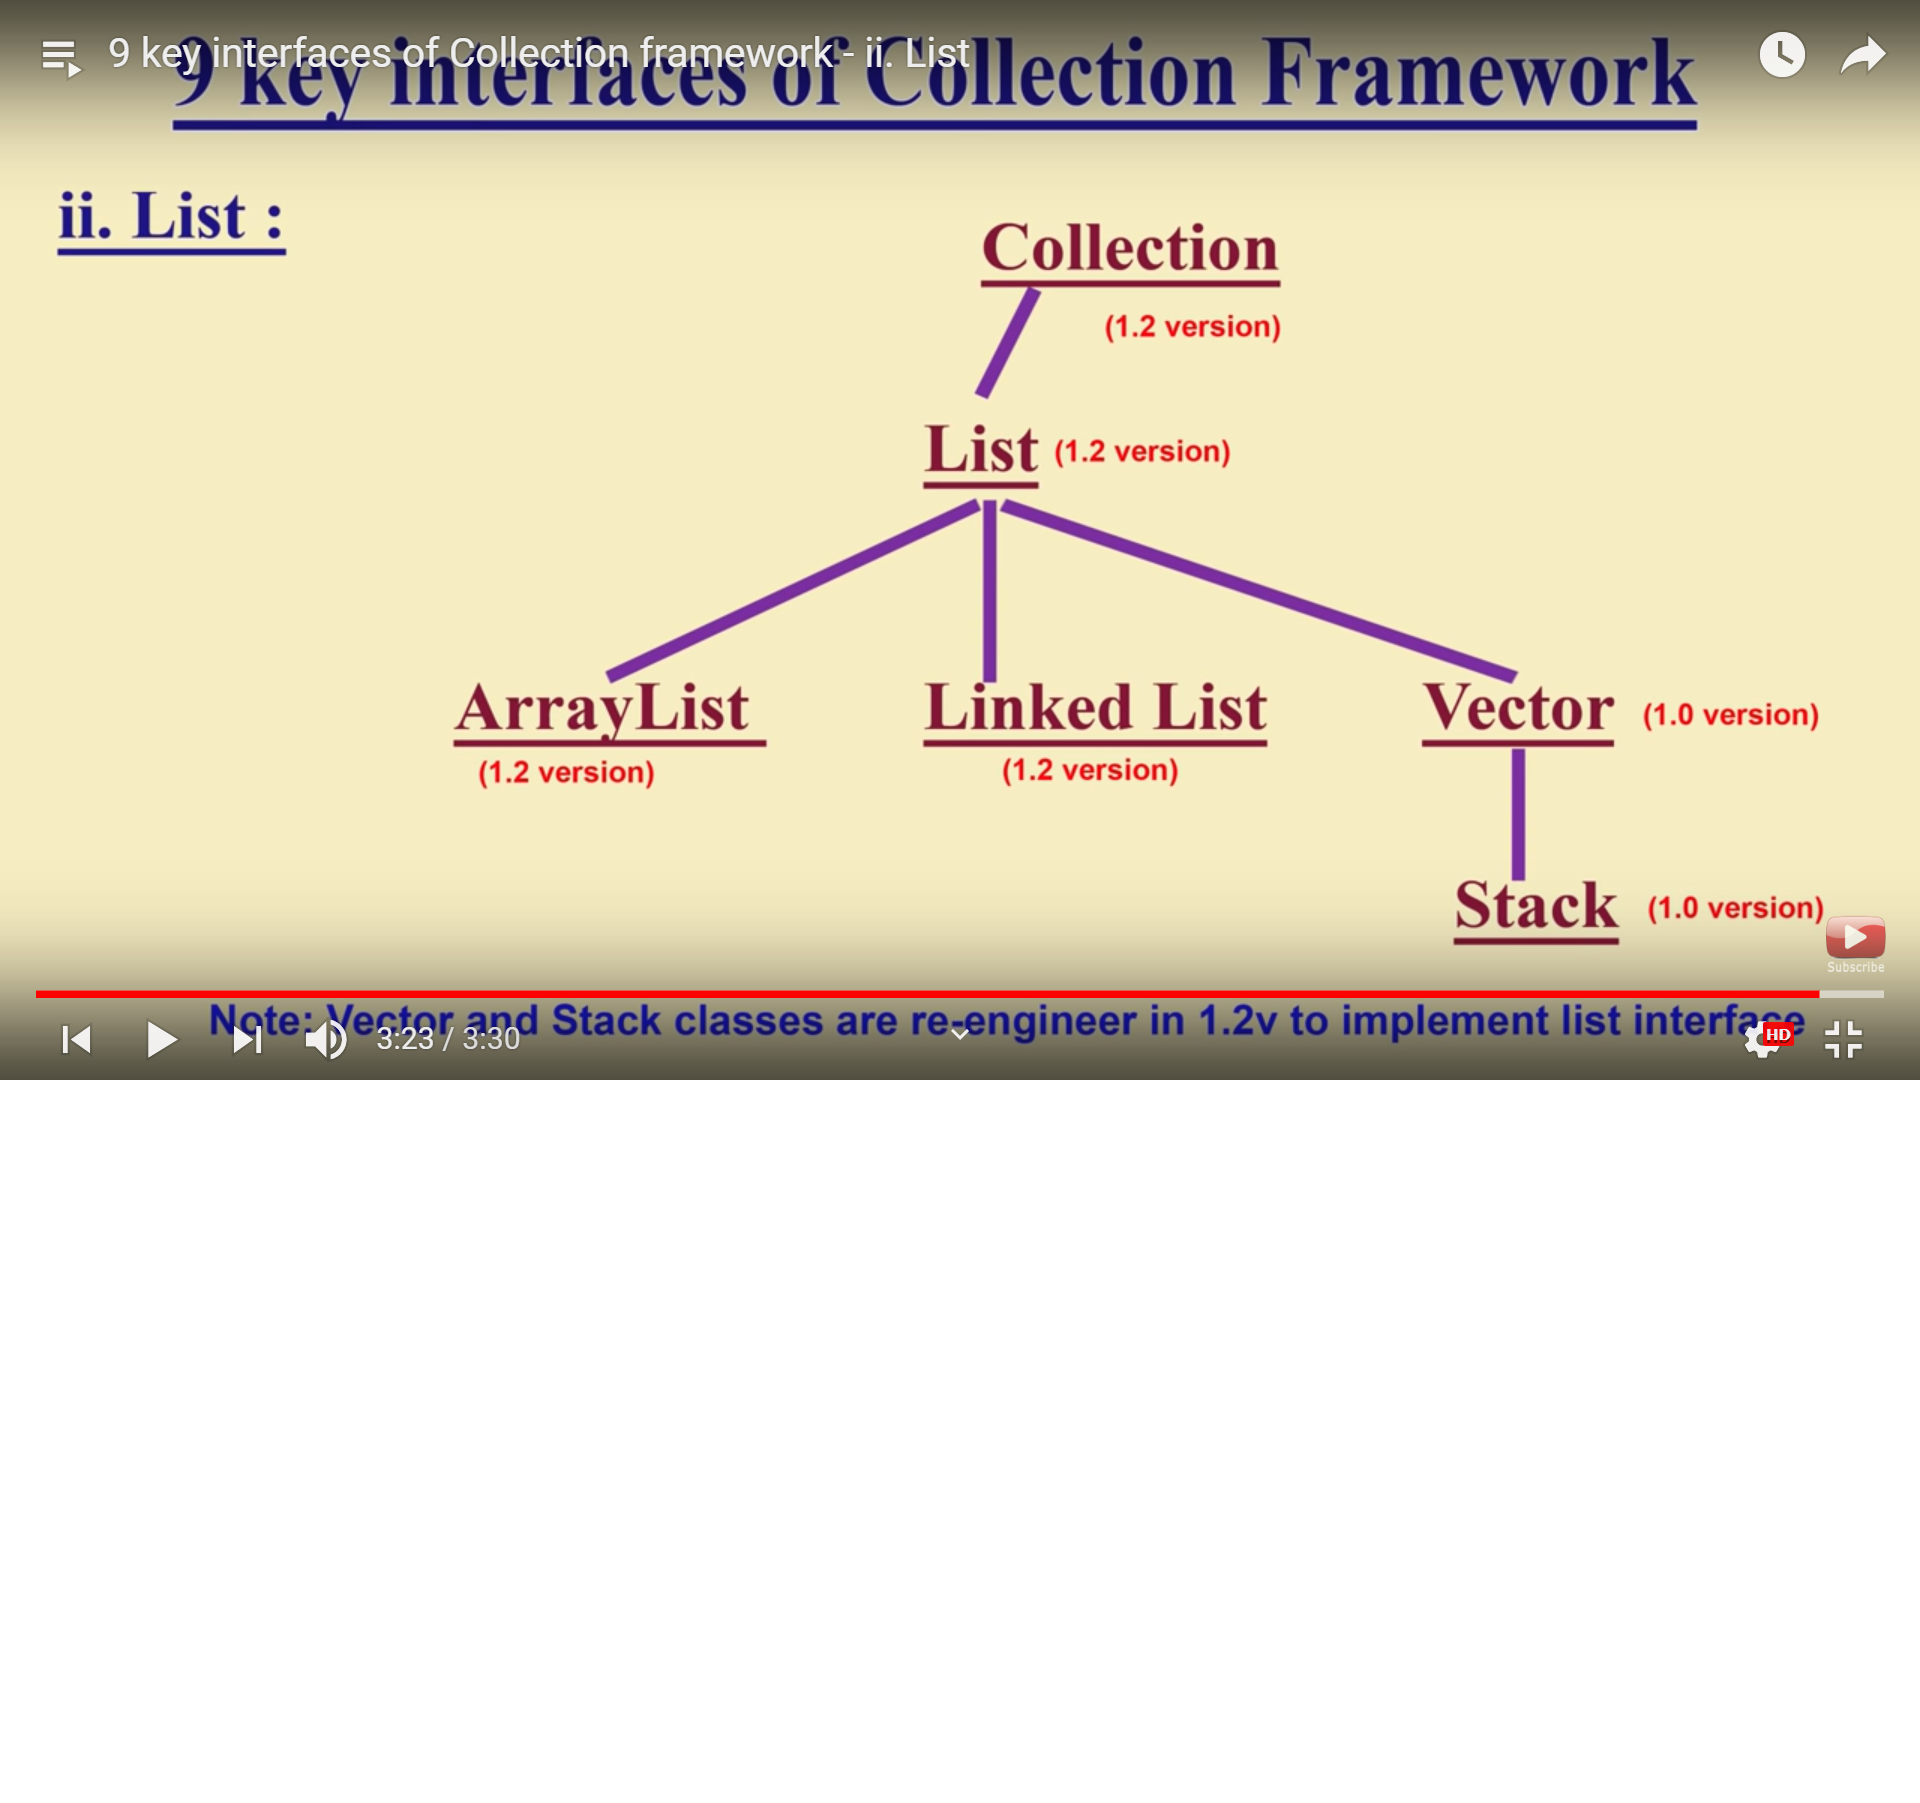 9 key interfaces of Collection framework - ii. List
9 key interfaces of Collection Framework
ii. List :
Collection
(1.2 version)
List (1.2 version)
ArrayList Linked List Vector (1.0 version)
(1.2 version) (1.2 version)
Stack (1.0 version)
Subscribe
Note: Vector and Stack classes are re-engineer in 1.2v to implement list interface
3:23 / 3:30
HD